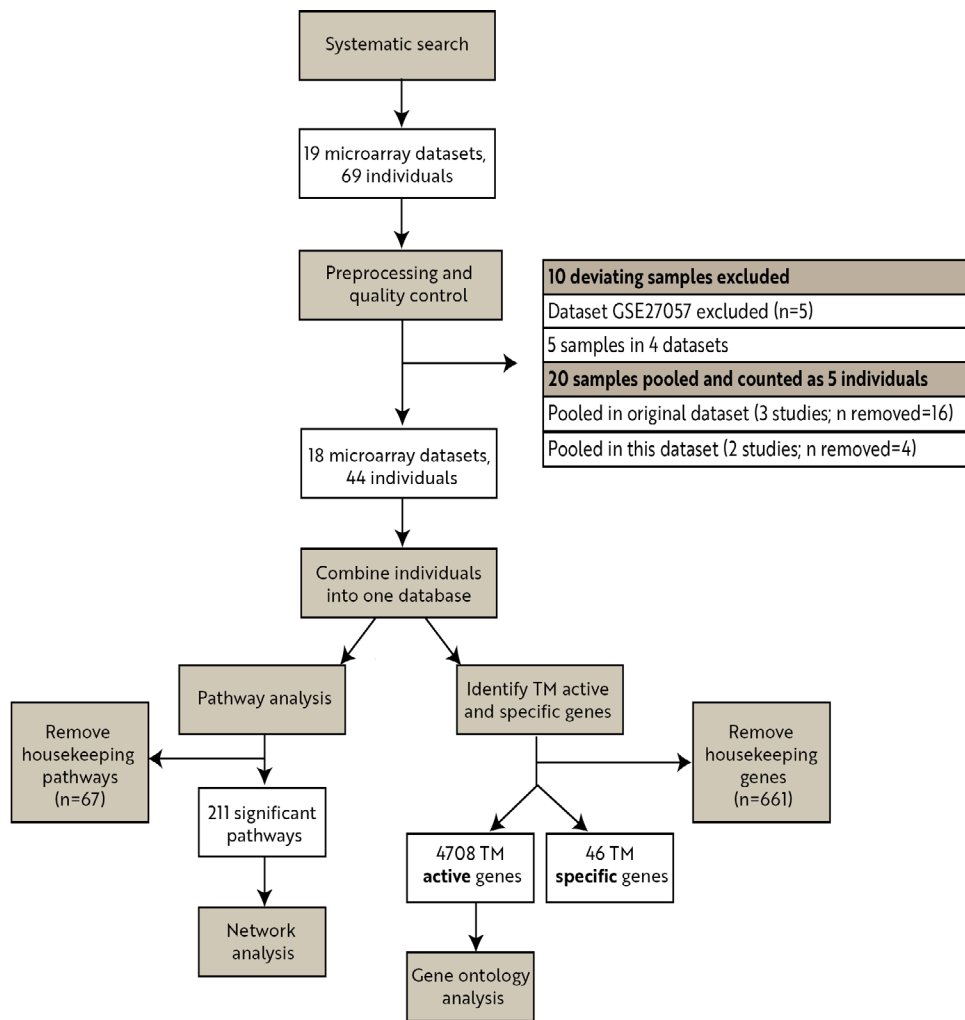 Systematic search
19 microarray datasets,
69 individuals
Preprocessing and
quality control
10 deviating samples excluded
Dataset GSE27057 excluded (n=5)
5 samples in 4 datasets
20 samples pooled and counted as 5 individuals
Pooled in original dataset (3 studies; n removed=16)
Pooled in this dataset (2 studies; n removed=4)
18 microarray datasets,
44 individuals
Combine individuals
into one database
Pathway analysis
Identify TM active
and specific genes
Remove
housekeeping
pathways
(n=67)
Remove
housekeeping
genes
(n=661)
211 significant
pathways
4708 TM
active genes
46 TM
specific genes
Network
analysis
Gene ontology
analysis